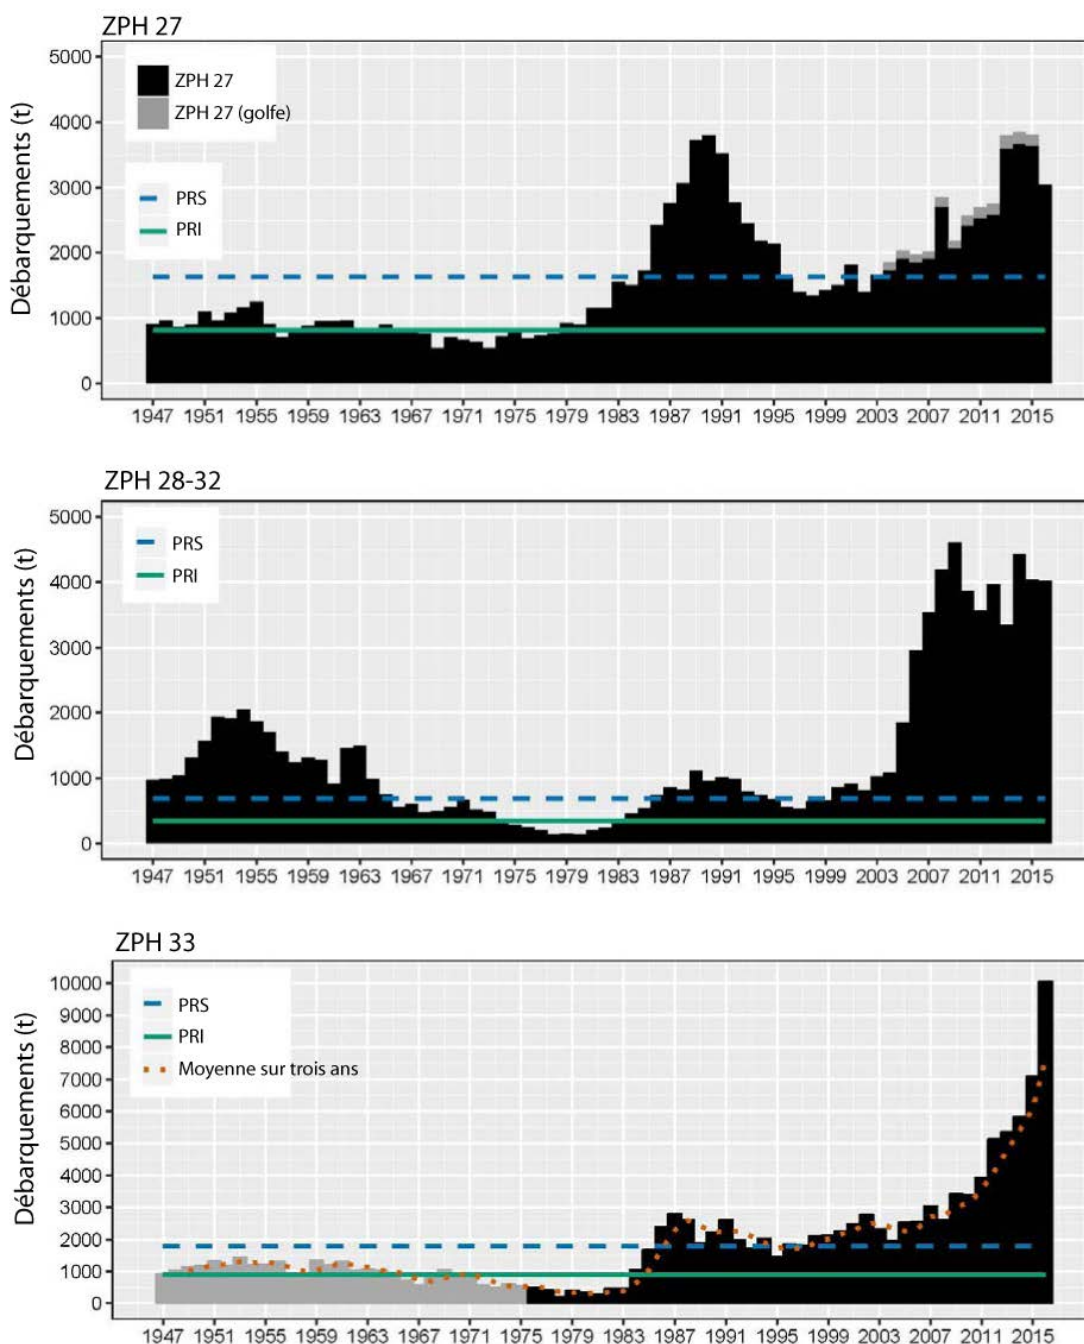 ZPH 27
5000
4000
3000
2000
1000
0
Débarquements (t)
ZPH 27
ZPH 27 (golfe)
PRS
PRI
1947 1951 1955 1959 1963 1967 1971 1975 1979 1983 1987 1991 1995 1999 2003 2007 2011 2015
ZPH 28-32
5000
4000
3000
2000
1000
0
Débarquements (t)
PRS
PRI
1947 1951 1955 1959 1963 1967 1971 1975 1979 1983 1987 1991 1995 1999 2003 2007 2011 2015
ZPH 33
10000
9000
8000
7000
6000
5000
4000
3000
2000
1000
0
Débarquements (t)
PRS
PRI
Moyenne sur trois ans
1947 1951 1955 1959 1963 1967 1971 1975 1979 1983 1987 1991 1995 1999 2003 2007 2011 2015